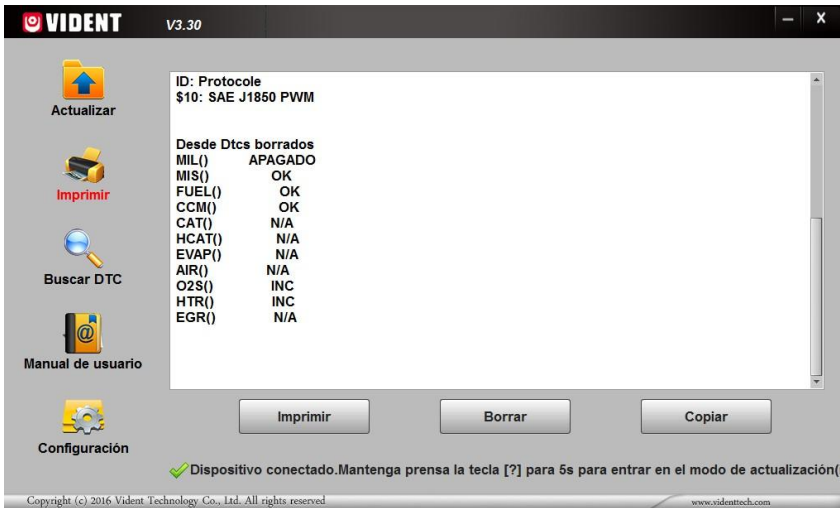 VIDENT V3.30
Actualizar
Imprimir
Buscar DTC
Manual de usuario
Configuración
ID: Protocole
$10: SAE J1850 PWM
Desde Dtcs borrados
MIL() APAGADO
MIS() OK
FUEL() OK
CCM() OK
CAT() N/A
HCAT() N/A
EVAP() N/A
AIR() N/A
O2S() INC
HTR() INC
EGR() N/A
Imprimir Borrar Copiar
Dispositivo conectado.Mantenga prensa la tecla [?] para 5s para entrar en el modo de actualización(
Copyright (c) 2016 Vident Technology Co., Ltd. All rights reserved www.videnttech.com